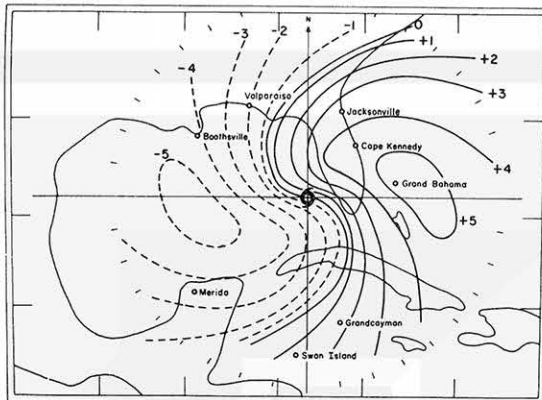 N
-4
-3
-2
-1
-0
+1
+2
+3
Valparaiso
Boothsville
Jacksonville
Cape Kennedy
+4
-5
Grand Bahama
+5
Merida
Grandcayman
Swan Island